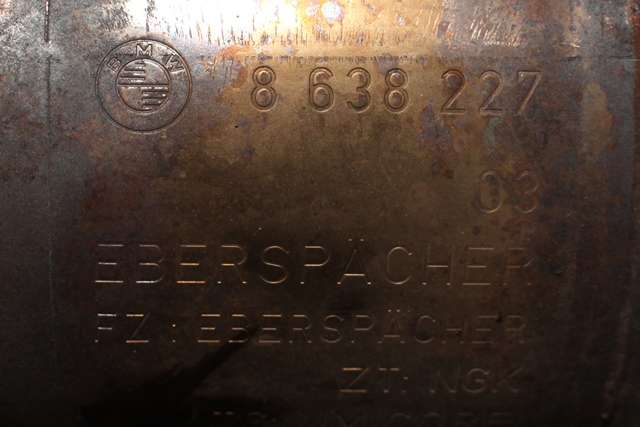 BMW 8 638 227
03
EBERSPÄCHER
FZ: EBERSPÄCHER
ZT: NGK